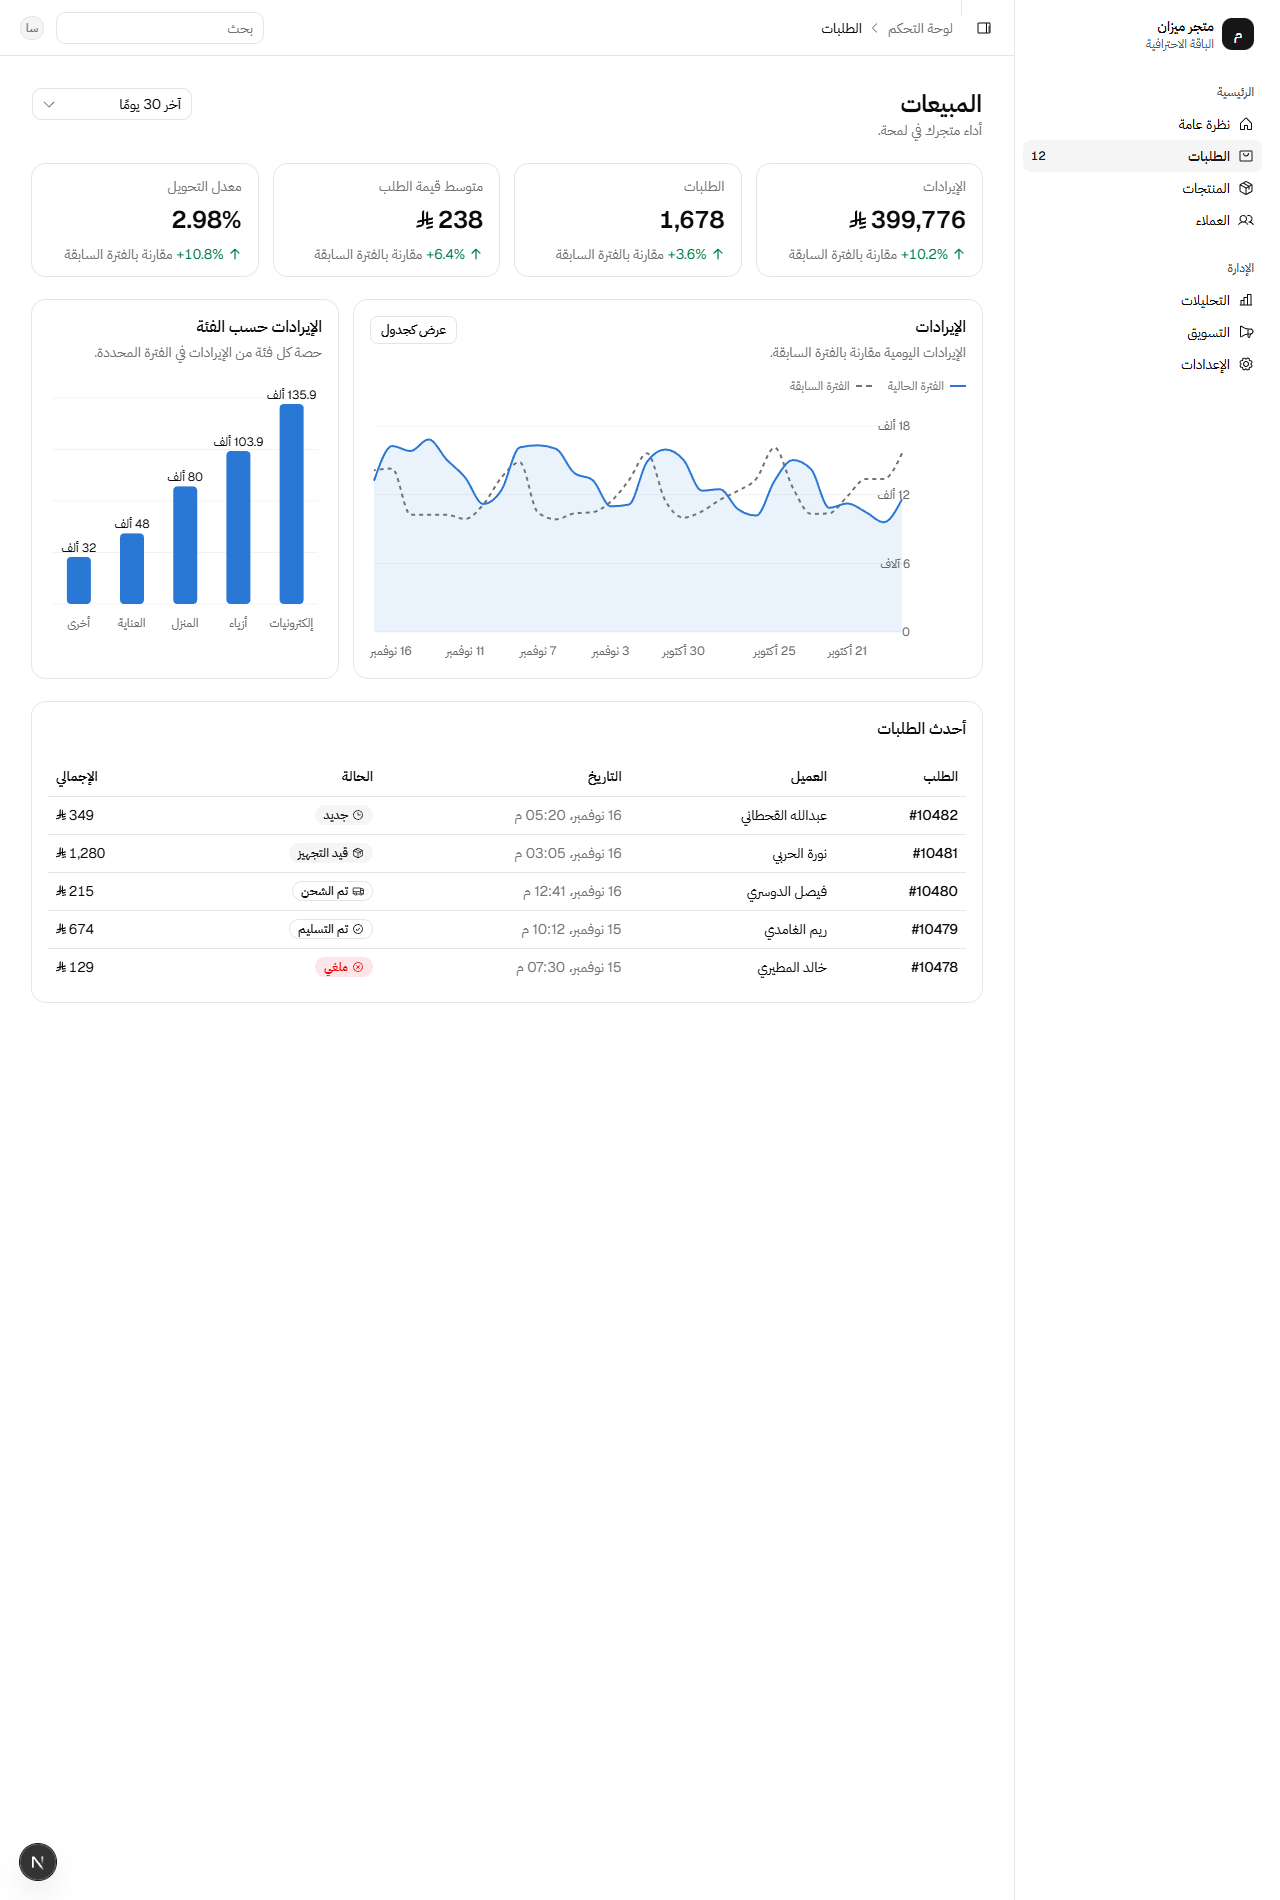 متجر ميزان
الباقة الاحترافية
م
الرئيسية
نظرة عامة
الطلبات 12
المنتجات
العملاء
الإدارة
التحليلات
التسويق
الإعدادات
لوحة التحكم
الطلبات
بحث
سا
المبيعات
أداء متجرك في لمحة.
آخر 30 يومًا
الإيرادات
399,776
+10.2% مقارنة بالفترة السابقة
الطلبات
1,678
+3.6% مقارنة بالفترة السابقة
متوسط قيمة الطلب
238
+6.4% مقارنة بالفترة السابقة
معدل التحويل
2.98%
+10.8% مقارنة بالفترة السابقة
الإيرادات
الإيرادات اليومية مقارنة بالفترة السابقة.
عرض كجدول
الفترة الحالية
الفترة السابقة
18 ألف
12 ألف
6 آلاف
0
21 أكتوبر
25 أكتوبر
30 أكتوبر
3 نوفمبر
7 نوفمبر
11 نوفمبر
16 نوفمبر
الإيرادات حسب الفئة
حصة كل فئة من الإيرادات في الفترة المحددة.
135.9 ألف
103.9 ألف
80 ألف
48 ألف
32 ألف
إلكترونيات
أزياء
المنزل
العناية
أخرى
أحدث الطلبات
الطلب العميل التاريخ الحالة الإجمالي
#10482 عبدالله القحطاني 16 نوفمبر، 05:20 م جديد 349
#10481 نورة الحربي 16 نوفمبر، 03:05 م قيد التجهيز 1,280
#10480 فيصل الدوسري 16 نوفمبر، 12:41 م تم الشحن 215
#10479 ريم الغامدي 15 نوفمبر، 10:12 م تم التسليم 674
#10478 خالد المطيري 15 نوفمبر، 07:30 م ملغي 129
N